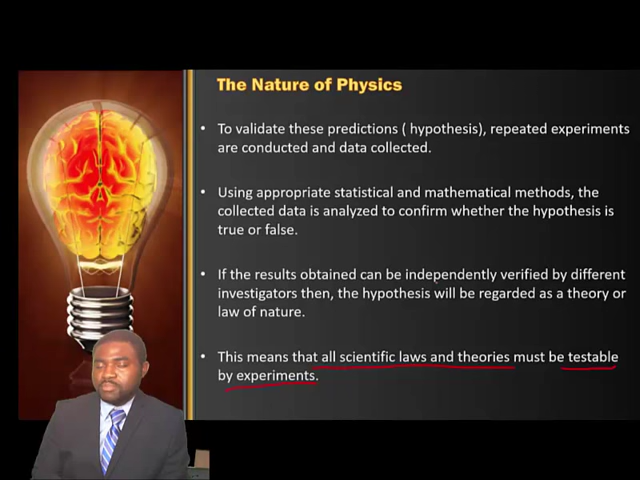 The Nature of Physics
• To validate these predictions ( hypothesis), repeated experiments
are conducted and data collected.
• Using appropriate statistical and mathematical methods, the
collected data is analyzed to confirm whether the hypothesis is
true or false.
• If the results obtained can be independently verified by different
investigators then, the hypothesis will be regarded as a theory or
law of nature.
• This means that all scientific laws and theories must be testable
by experiments.